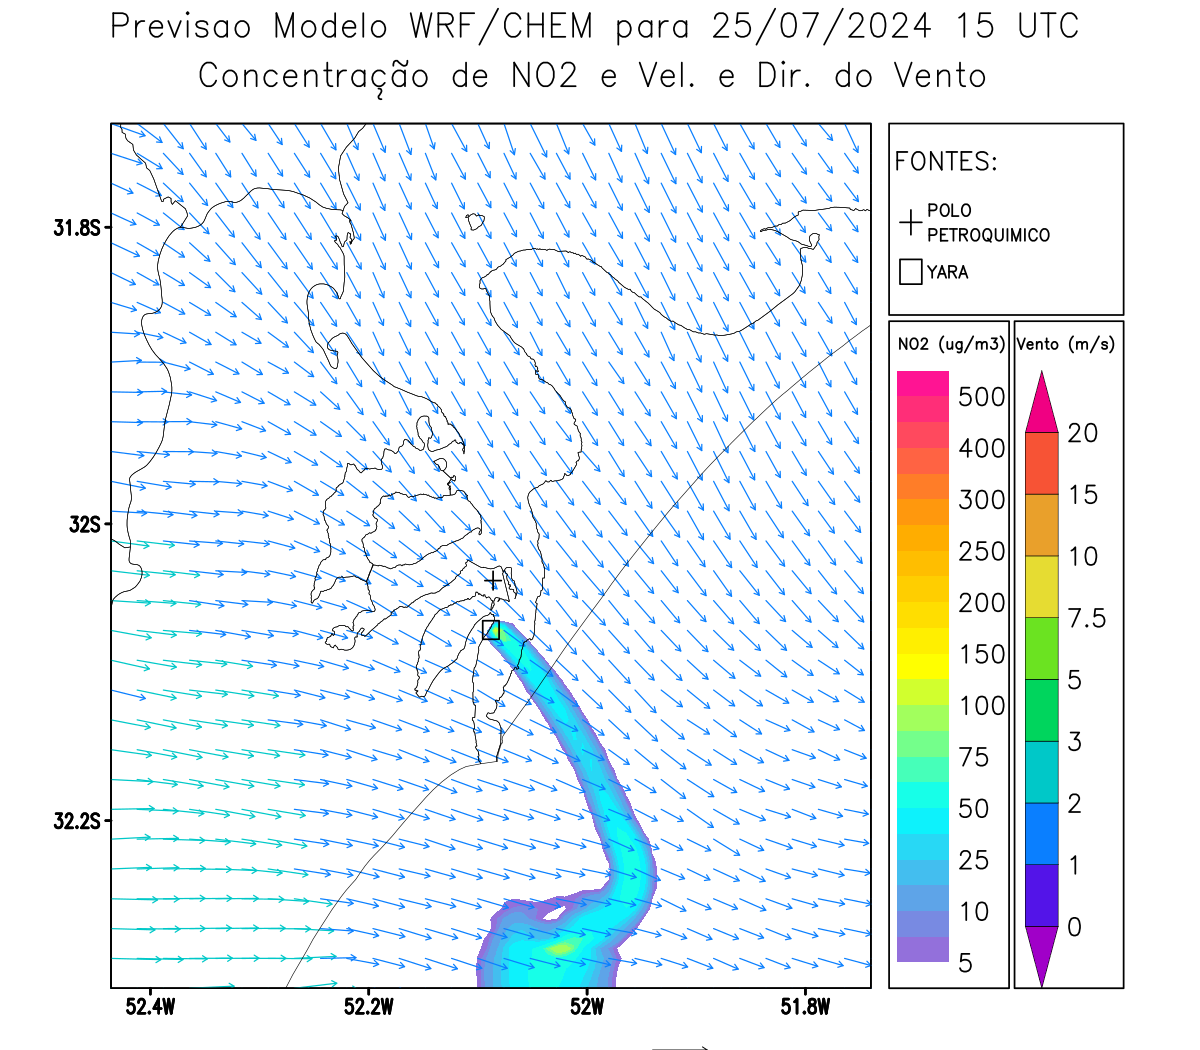 Previsao Modelo WRF/CHEM para 25/07/2024 15 UTC
Concentração de NO2 e Vel. e Dir. do Vento
FONTES:
POLO
PETROQUIMICO
YARA
31.8S
32S
32.2S
52.4W
52.2W
52W
51.8W
NO2 (ug/m3)
500
400
300
250
200
150
100
75
50
25
10
5
Vento (m/s)
20
15
10
7.5
5
3
2
1
0